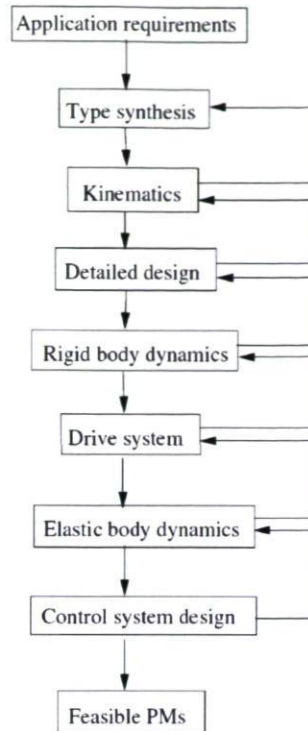 Application requirements
Type synthesis
Kinematics
Detailed design
Rigid body dynamics
Drive system
Elastic body dynamics
Control system design
Feasible PMs